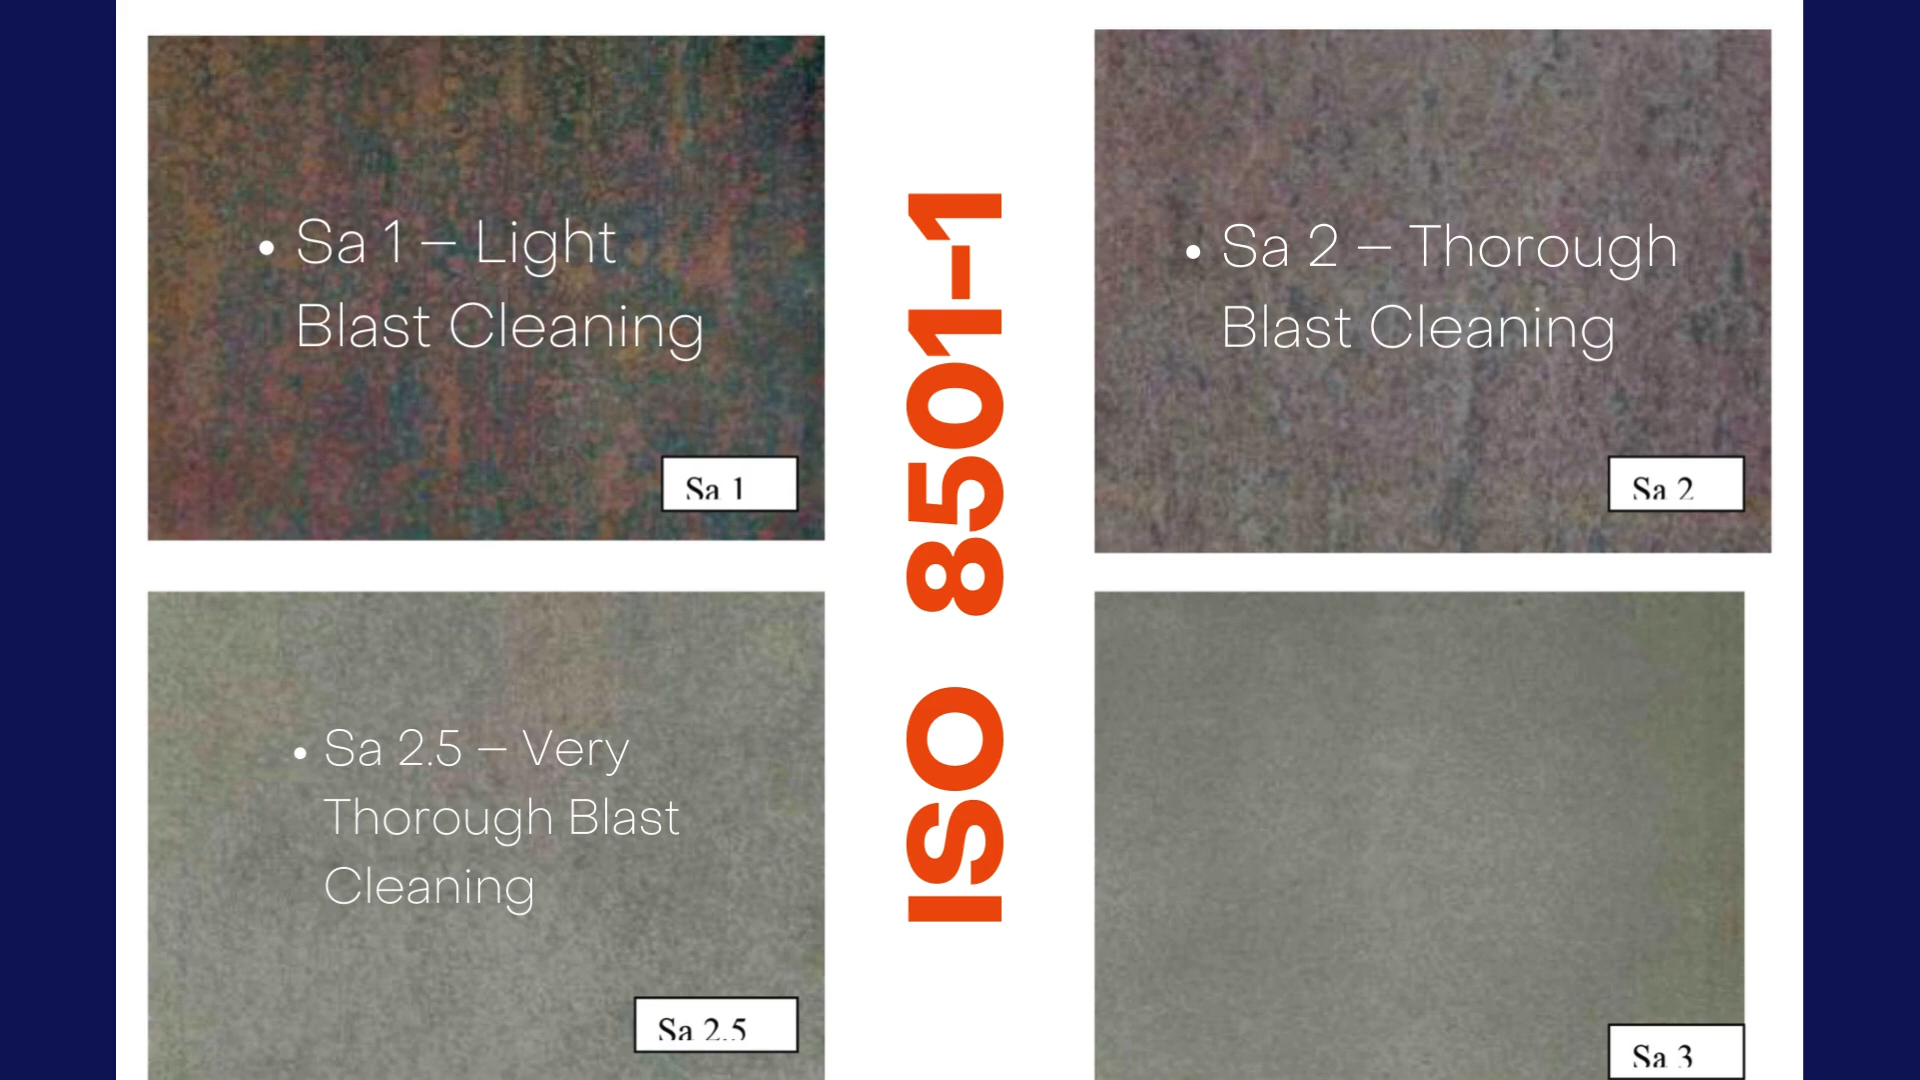 • Sa 1 – Light
Blast Cleaning
Sa 1
ISO 8501-1
• Sa 2 – Thorough
Blast Cleaning
Sa 2
• Sa 2.5 – Very
Thorough Blast
Cleaning
Sa 2.5
Sa 3